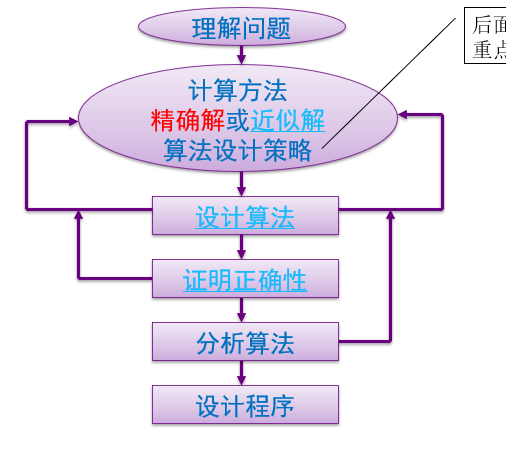 理解问题
后面
重点
计算方法
精确解或近似解
算法设计策略
设计算法
证明正确性
分析算法
设计程序